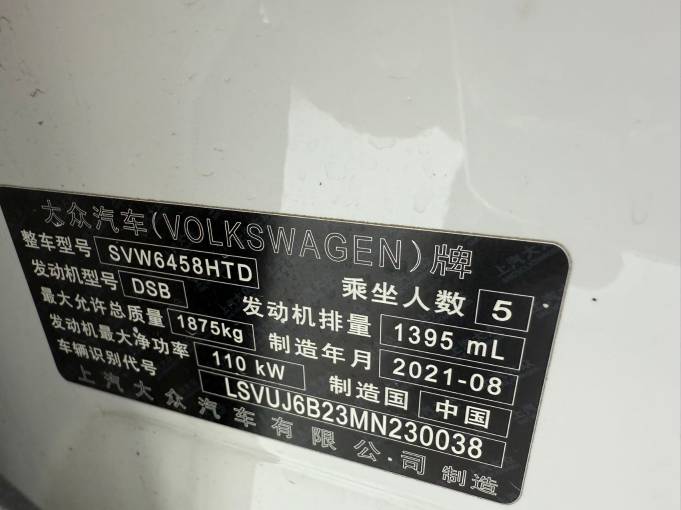 大众汽车(VOLKSWAGEN)牌
整车型号 SVW6458HTD 乘坐人数 5
发动机型号 DSB 发动机排量 1395 mL
最大允许总质量 1875kg 制造年月 2021-08
发动机最大净功率 110 kW 制造国 中国
车辆识别代号 LSVUJ6B23MN230038
上汽大众汽车有限公司制造